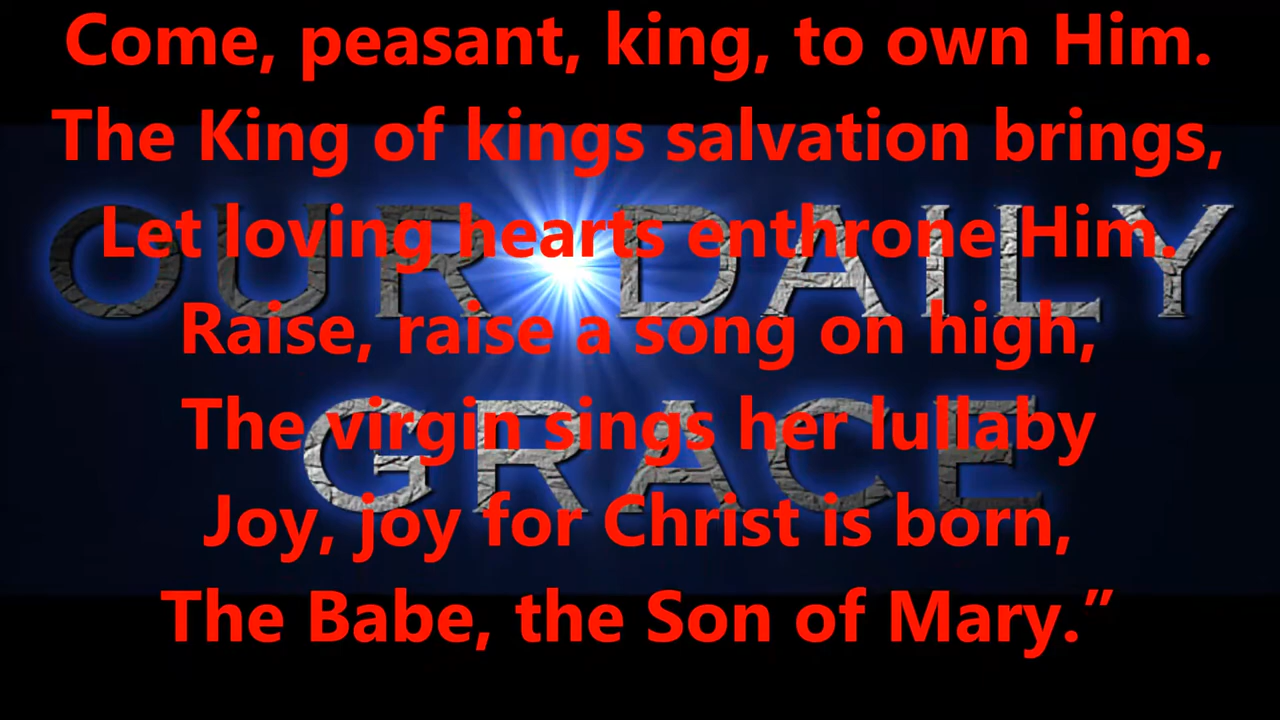 Come, peasant, king, to own Him.
The King of kings salvation brings,
Let loving hearts enthrone Him.
Raise, raise a song on high,
The virgin sings her lullaby
Joy, joy for Christ is born,
The Babe, the Son of Mary.”
OUR DAILY
GRACE